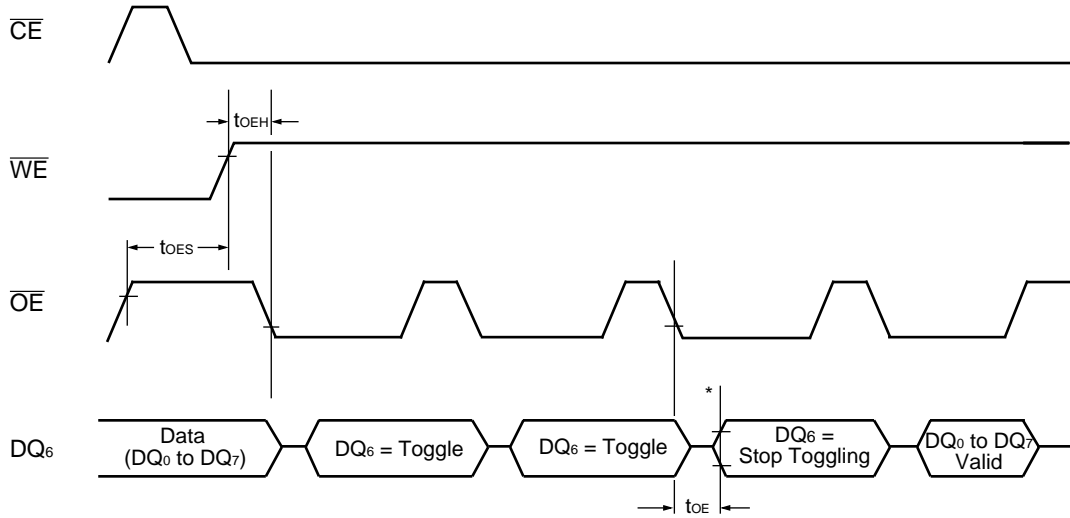 CE
tOEH
WE
tOES
OE
*
DQ6
Data
(DQ0 to DQ7)
DQ6 = Toggle
DQ6 = Toggle
DQ6 =
Stop Toggling
DQ0 to DQ7
Valid
tOE